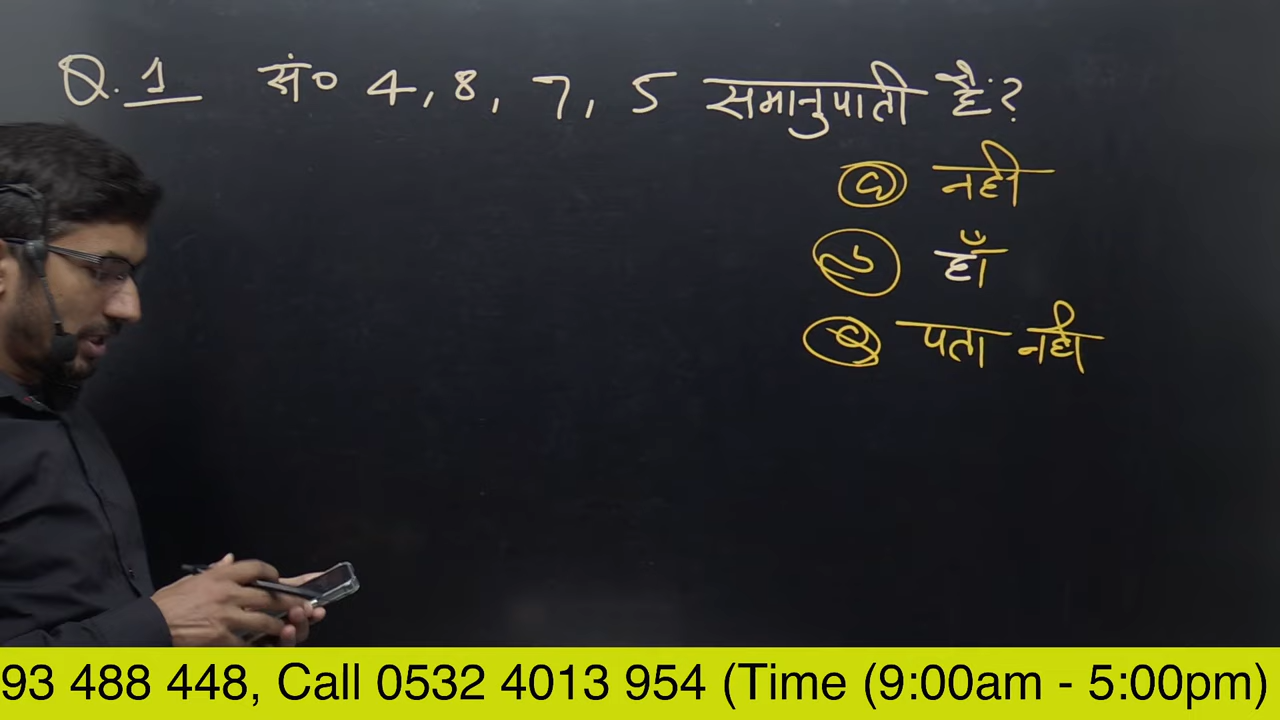 Q. 1 सं० 4, 8, 7, 5 समानुपाती हैं?
a नही
b हाँ
c पता नही
93 488 448, Call 0532 4013 954 (Time (9:00am - 5:00pm)